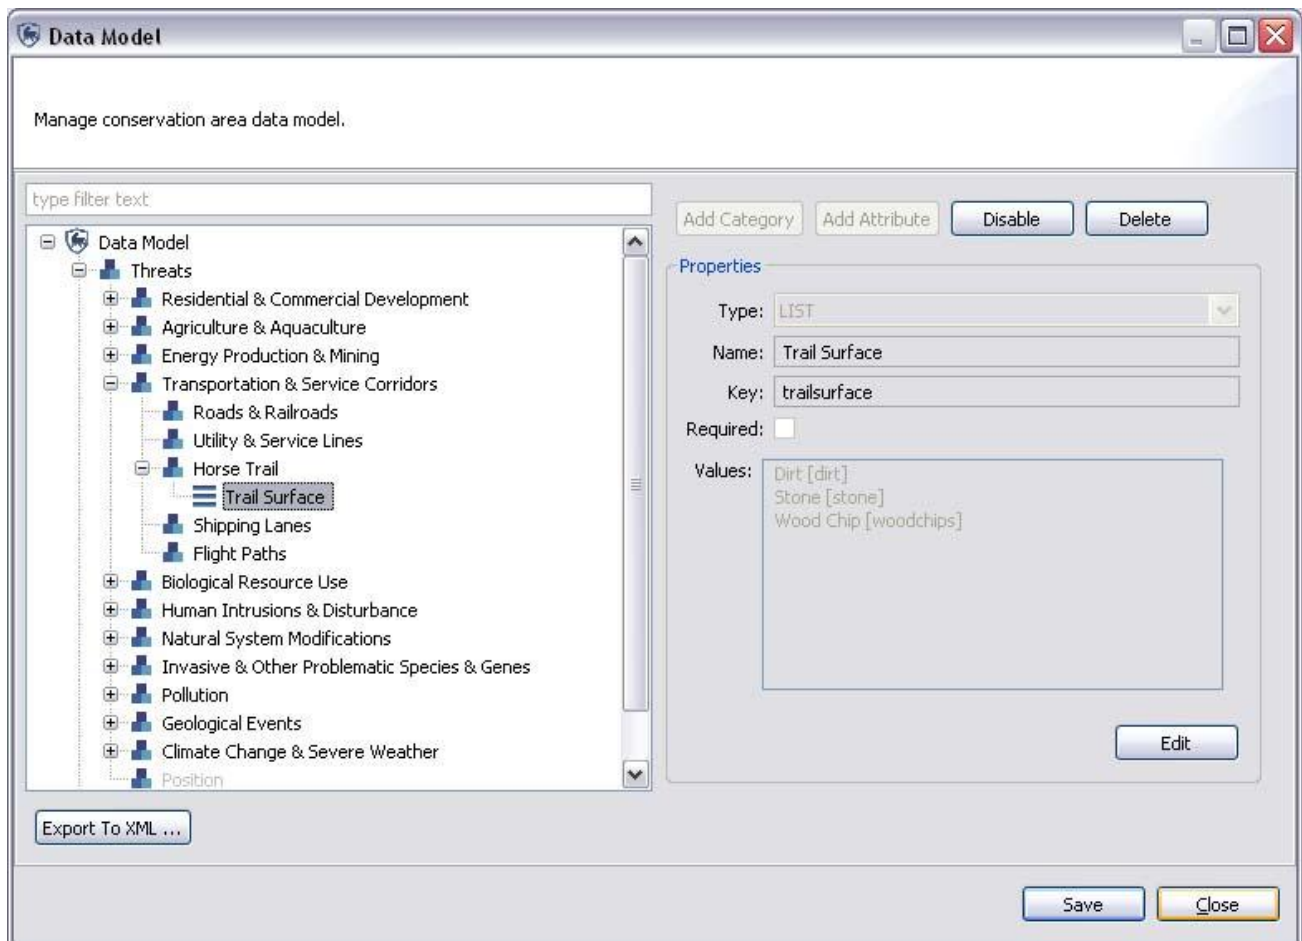 Data Model
Manage conservation area data model.
type filter text
Data Model
Threats
Residential & Commercial Development
Agriculture & Aquaculture
Energy Production & Mining
Transportation & Service Corridors
Roads & Railroads
Utility & Service Lines
Horse Trail
Trail Surface
Shipping Lanes
Flight Paths
Biological Resource Use
Human Intrusions & Disturbance
Natural System Modifications
Invasive & Other Problematic Species & Genes
Pollution
Geological Events
Climate Change & Severe Weather
Position
Export To XML ...
Add Category Add Attribute Disable Delete
Properties
Type: LIST
Name: Trail Surface
Key: trailsurface
Required:
Values: Dirt [dirt]
Stone [stone]
Wood Chip [woodchips]
Edit
Save Close